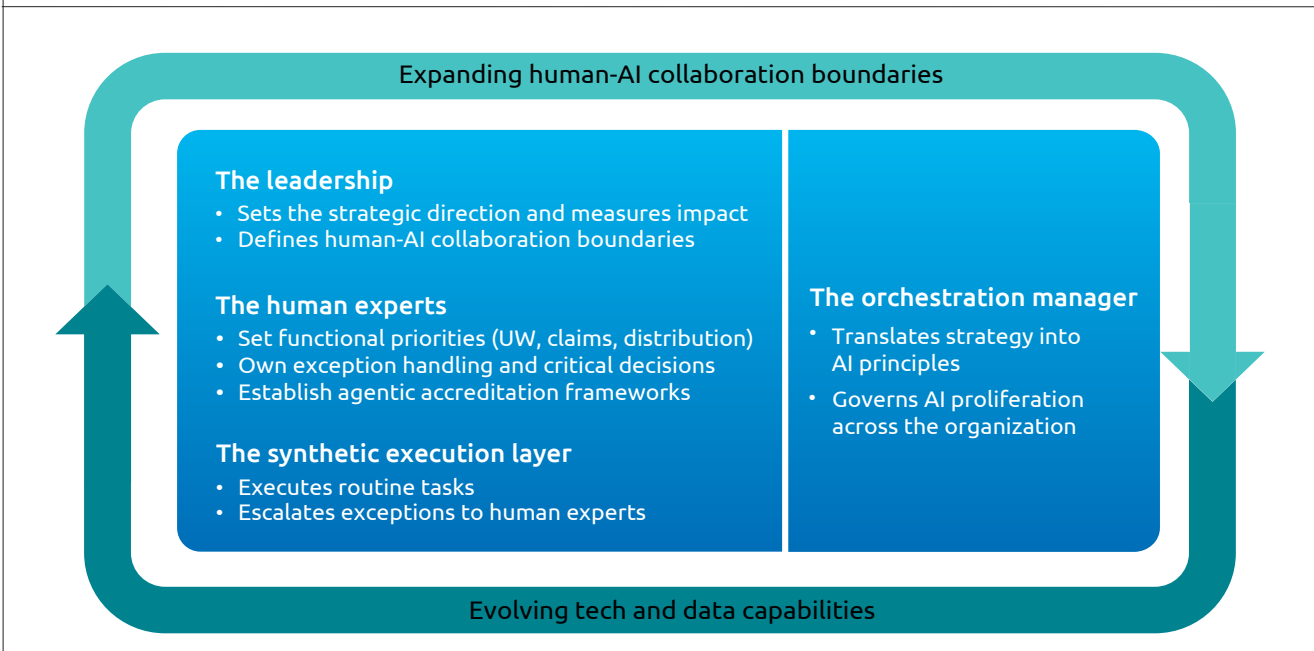 Expanding human-AI collaboration boundaries
The leadership
• Sets the strategic direction and measures impact
• Defines human-AI collaboration boundaries
The human experts
• Set functional priorities (UW, claims, distribution)
• Own exception handling and critical decisions
• Establish agentic accreditation frameworks
The synthetic execution layer
• Executes routine tasks
• Escalates exceptions to human experts
The orchestration manager
• Translates strategy into
AI principles
• Governs AI proliferation
across the organization
Evolving tech and data capabilities